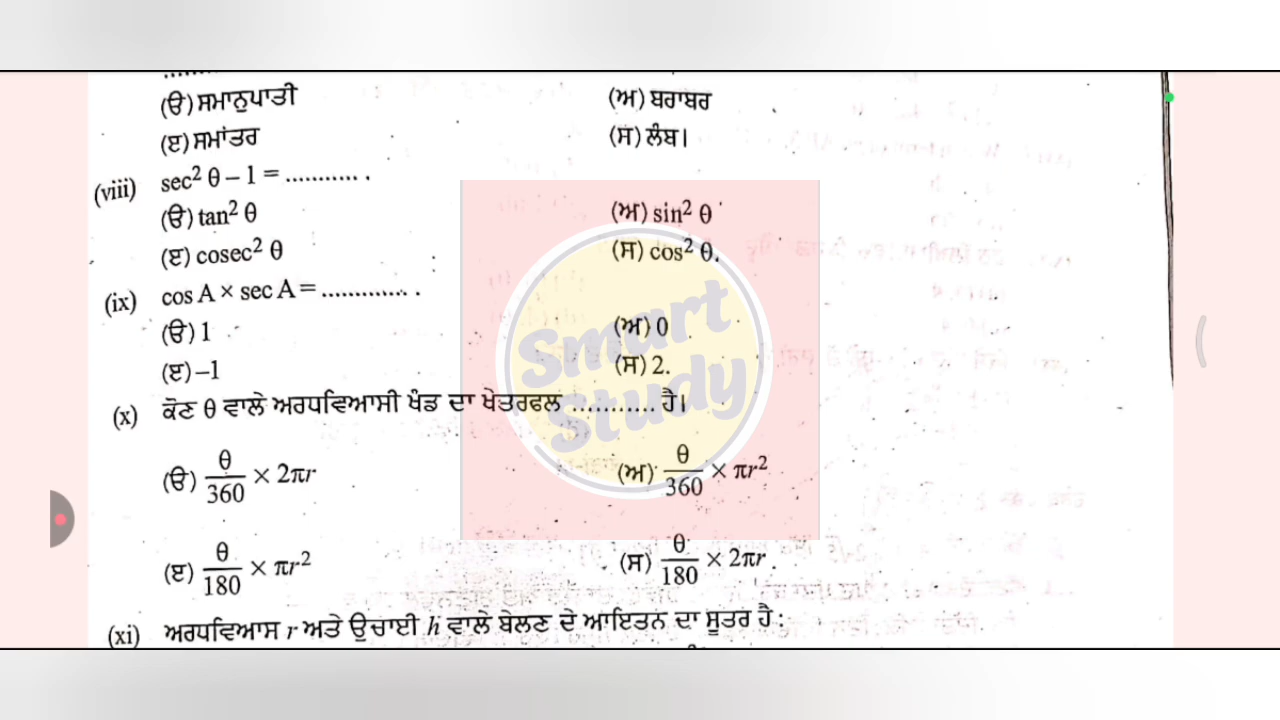 (ੳ) ਸਮਾਨੁਪਾਤੀ (ਅ) ਬਰਾਬਰ
(ੲ) ਸਮਾਂਤਰ (ਸ) ਲੰਬ।
(viii) sec² θ – 1 = ............ .
(ੳ) tan² θ (ਅ) sin² θ
(ੲ) cosec² θ (ਸ) cos² θ.
(ix) cos A × sec A = ............. .
(ੳ) 1 (ਅ) 0
(ੲ) –1 (ਸ) 2.
(x) ਕੋਣ θ ਵਾਲੇ ਅਰਧਵਿਆਸੀ ਖੰਡ ਦਾ ਖੇਤਰਫਲ ........... ਹੈ।
(ੳ) θ/360 × 2πr (ਅ) θ/360 × πr²
(ੲ) θ/180 × πr² (ਸ) θ/180 × 2πr .
(xi) ਅਰਧਵਿਆਸ r ਅਤੇ ਉਚਾਈ h ਵਾਲੇ ਬੇਲਣ ਦੇ ਆਇਤਨ ਦਾ ਸੂਤਰ ਹੈ :
Smart
Study